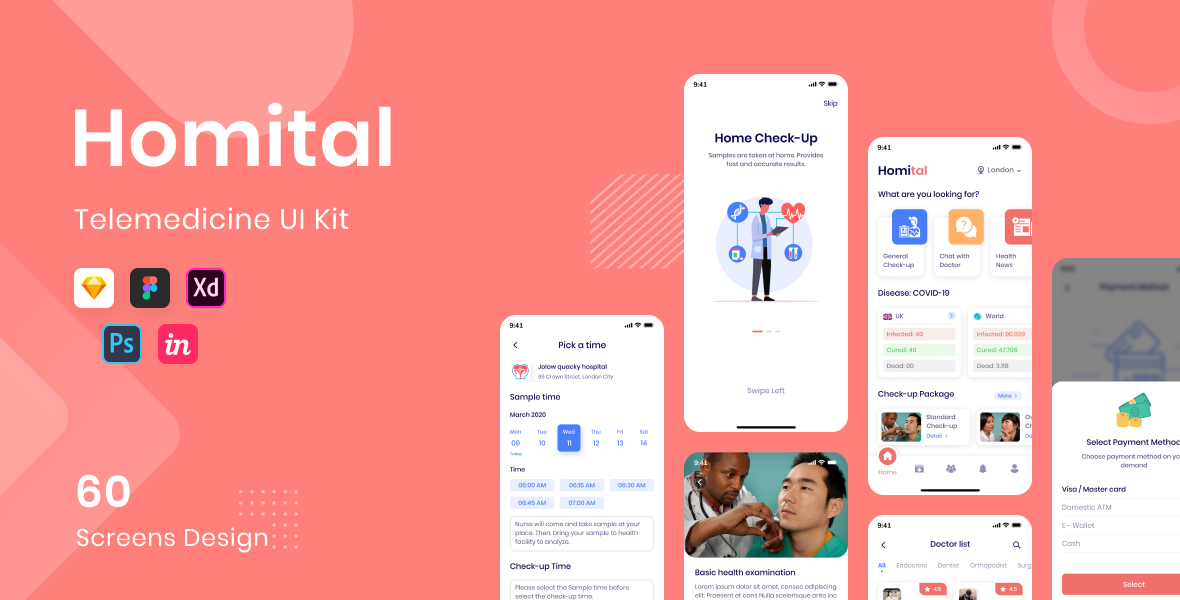 Homital
Telemedicine UI Kit
Xd
Ps
in
60
Screens Design
9:41
Pick a time
Jolow quacky hospital
99 Crown Street, London City
Sample time
March 2020
Mon Tue Wed Thu Fri Sat
09 10 11 12 13 14
Today
Time
06:00 AM 06:15 AM 06:30 AM
06:45 AM 07:00 AM
Nurse will come and take sample at your
place. Then, bring your sample to health
facility to analyze.
Check-up Time
Please select the Sample time before
select the check-up time.
9:41
Skip
Home Check-Up
Samples are taken at home. Provides
fast and accurate results.
Swipe Left
9:41
Basic health examination
Lorem ipsum dolor sit amet, consec adipiscing
elit. Praesent et cons Nulla scelerisque ante inc
9:41
Homital London
What are you looking for?
General
Check-up
Chat with
Doctor
Health
News
Disease: COVID-19
UK
Infected: 40
Cured: 40
Dead: 00
World
Infected: 90.929
Cured: 47.796
Dead: 3.118
Check-up Package More
Standard
Check-up
Detail
Home
9:41
Doctor list
All Endocrine Dentist Orthopedist Surg
4.5 4.5
Payment Method
Select Payment Method
Choose payment method on yo
demand
Visa / Master card
Domestic ATM
E - Wallet
Cash
Select